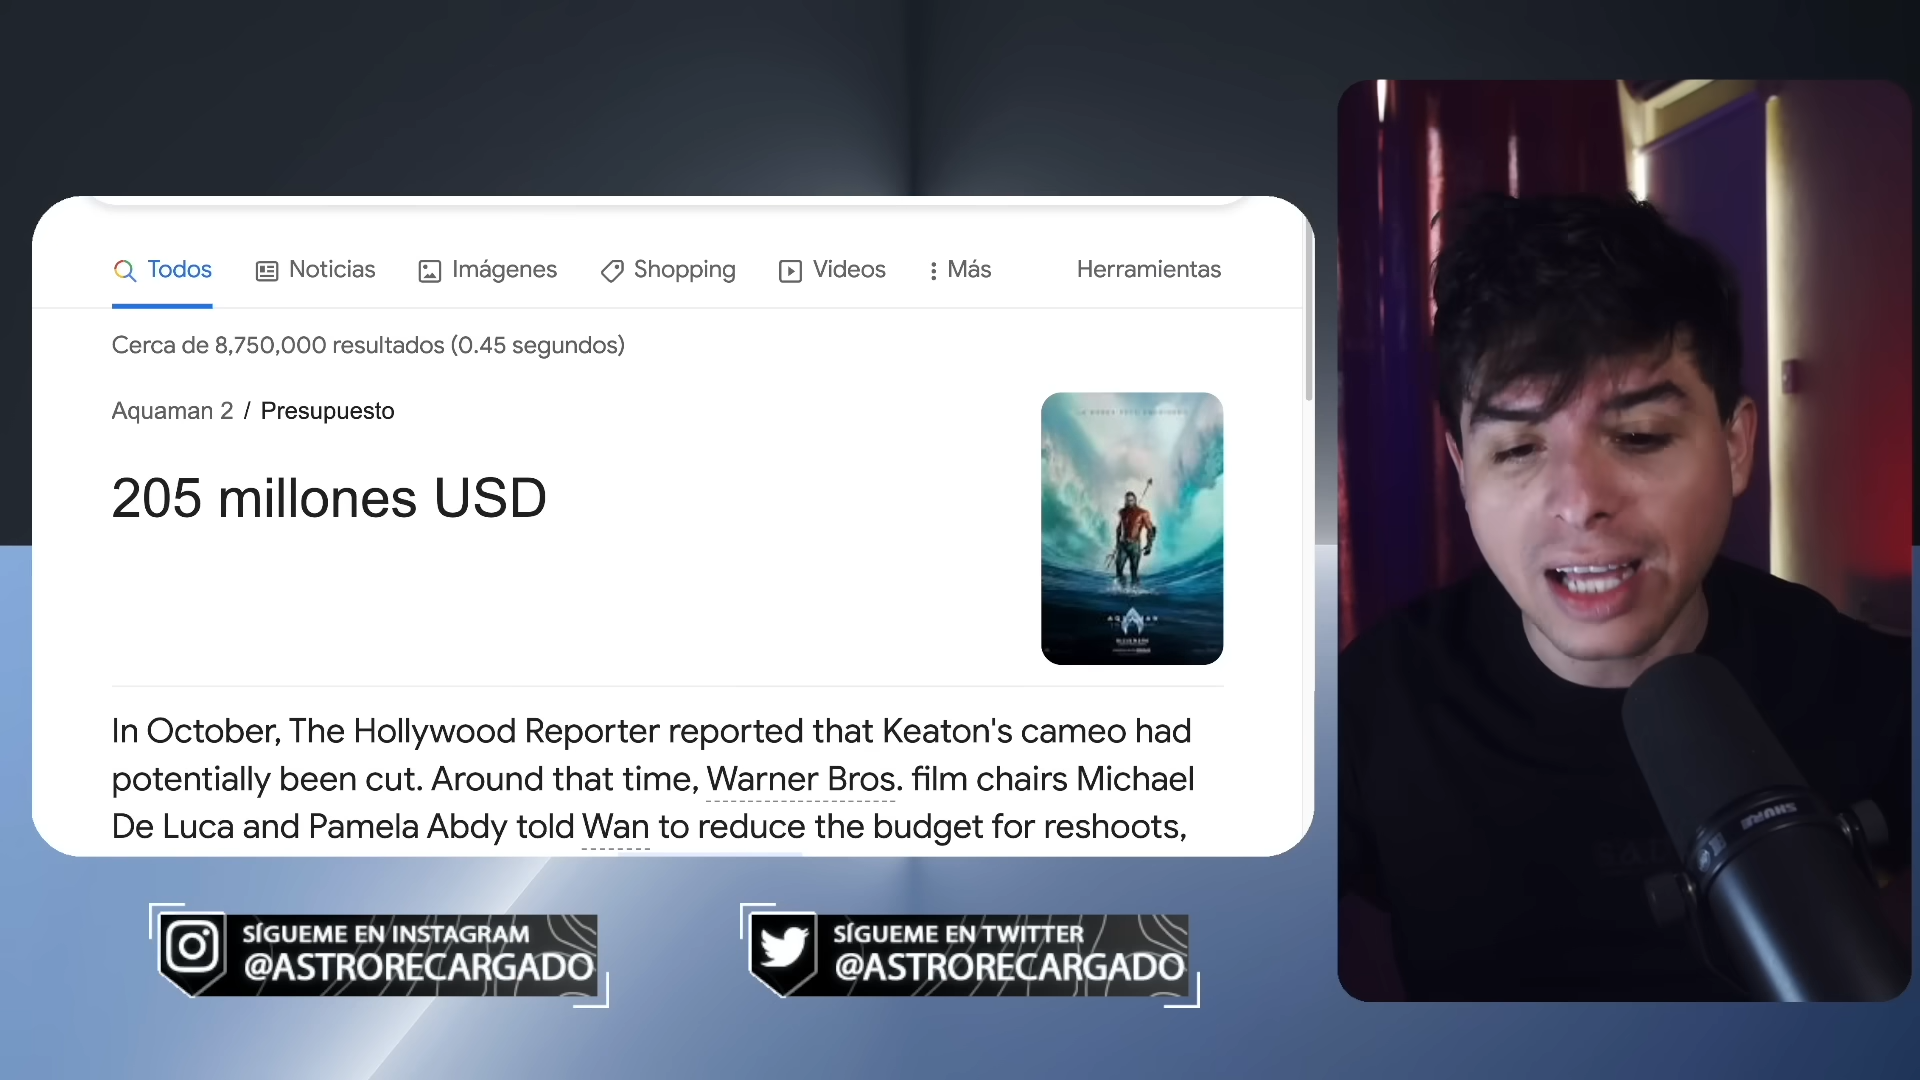 Todos Noticias Imágenes Shopping Videos Más Herramientas
Cerca de 8,750,000 resultados (0.45 segundos)
Aquaman 2 / Presupuesto
205 millones USD
AQUAMAN
In October, The Hollywood Reporter reported that Keaton's cameo had
potentially been cut. Around that time, Warner Bros. film chairs Michael
De Luca and Pamela Abdy told Wan to reduce the budget for reshoots,
SHURE
SÍGUEME EN INSTAGRAM
@ASTRORECARGADO
SÍGUEME EN TWITTER
@ASTRORECARGADO